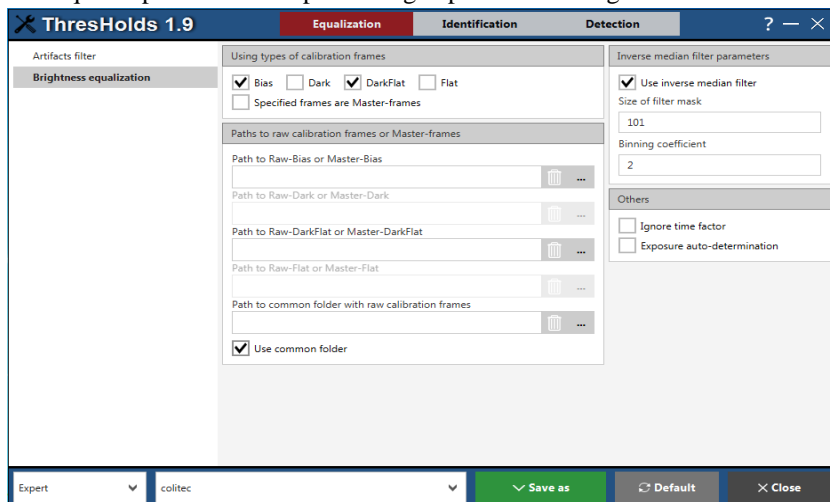 ThresHolds 1.9
Equalization Identification Detection
? — ×
Artifacts filter
Brightness equalization
Using types of calibration frames
Bias Dark DarkFlat Flat
Specified frames are Master-frames
Paths to raw calibration frames or Master-frames
Path to Raw-Bias or Master-Bias
...
Path to Raw-Dark or Master-Dark
...
Path to Raw-DarkFlat or Master-DarkFlat
...
Path to Raw-Flat or Master-Flat
...
Path to common folder with raw calibration frames
...
Use common folder
Inverse median filter parameters
Use inverse median filter
Size of filter mask
101
Binning coefficient
2
Others
Ignore time factor
Exposure auto-determination
Expert colitec Save as Default Close